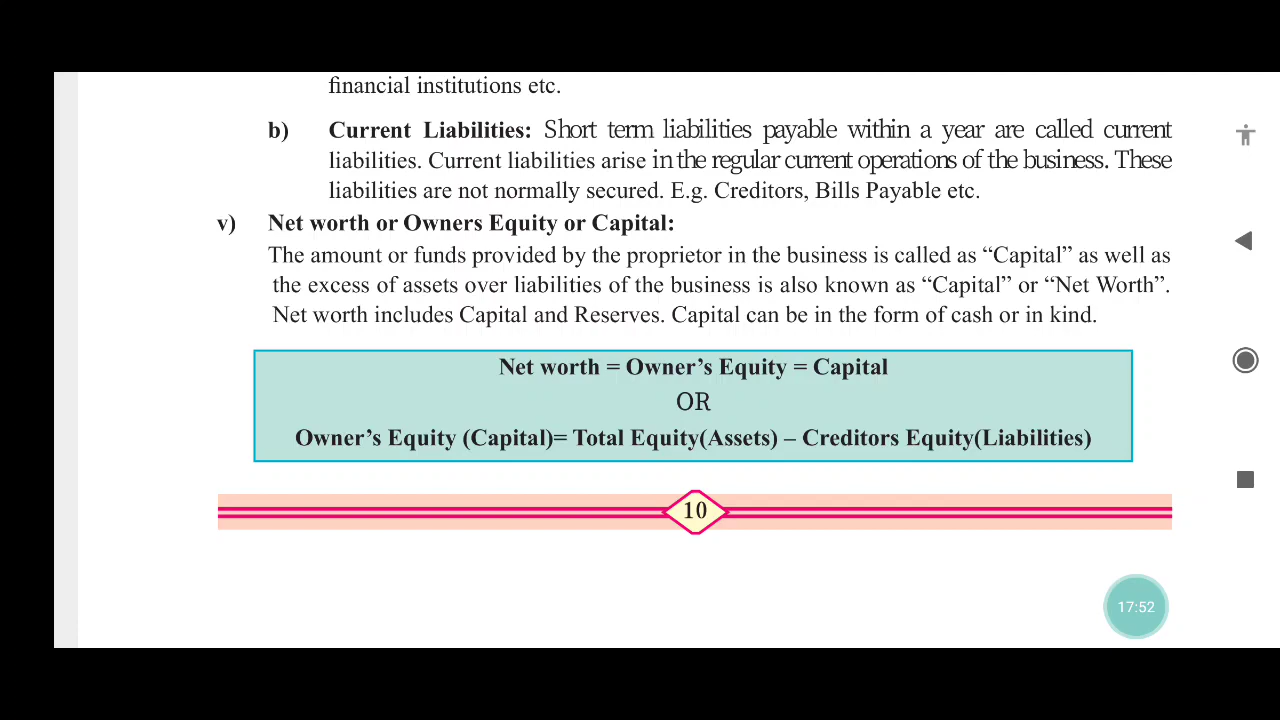 financial institutions etc.
b) Current Liabilities: Short term liabilities payable within a year are called current
liabilities. Current liabilities arise in the regular current operations of the business. These
liabilities are not normally secured. E.g. Creditors, Bills Payable etc.
v) Net worth or Owners Equity or Capital:
The amount or funds provided by the proprietor in the business is called as “Capital” as well as
the excess of assets over liabilities of the business is also known as “Capital” or “Net Worth”.
Net worth includes Capital and Reserves. Capital can be in the form of cash or in kind.
Net worth = Owner’s Equity = Capital
OR
Owner’s Equity (Capital)= Total Equity(Assets) – Creditors Equity(Liabilities)
10
17:52